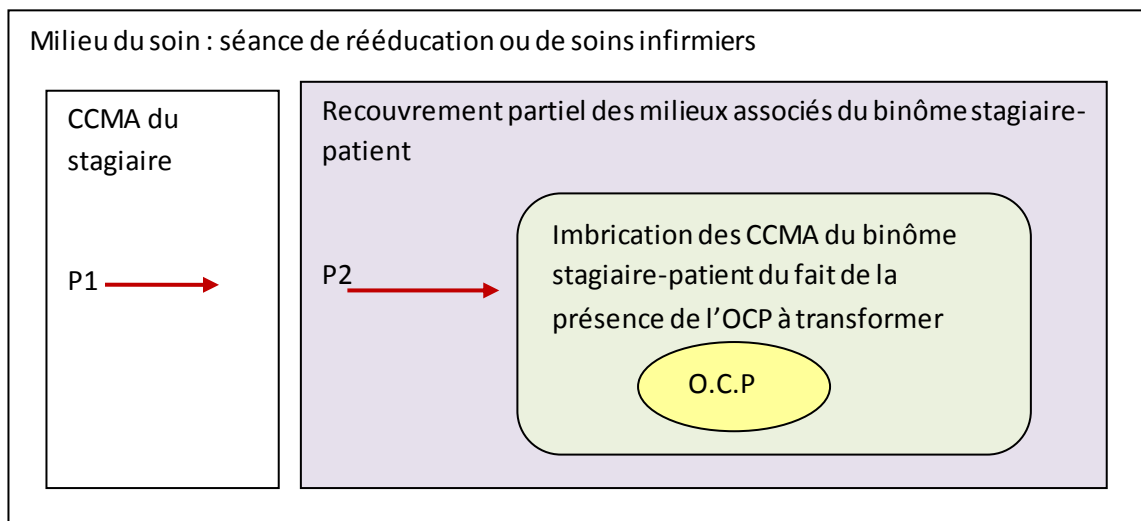 Milieu du soin : séance de rééducation ou de soins infirmiers
CCMA du
stagiaire
P1
Recouvrement partiel des milieux associés du binôme stagiaire-
patient
P2
Imbrication des CCMA du binôme
stagiaire-patient du fait de la
présence de l’OCP à transformer
O.C.P